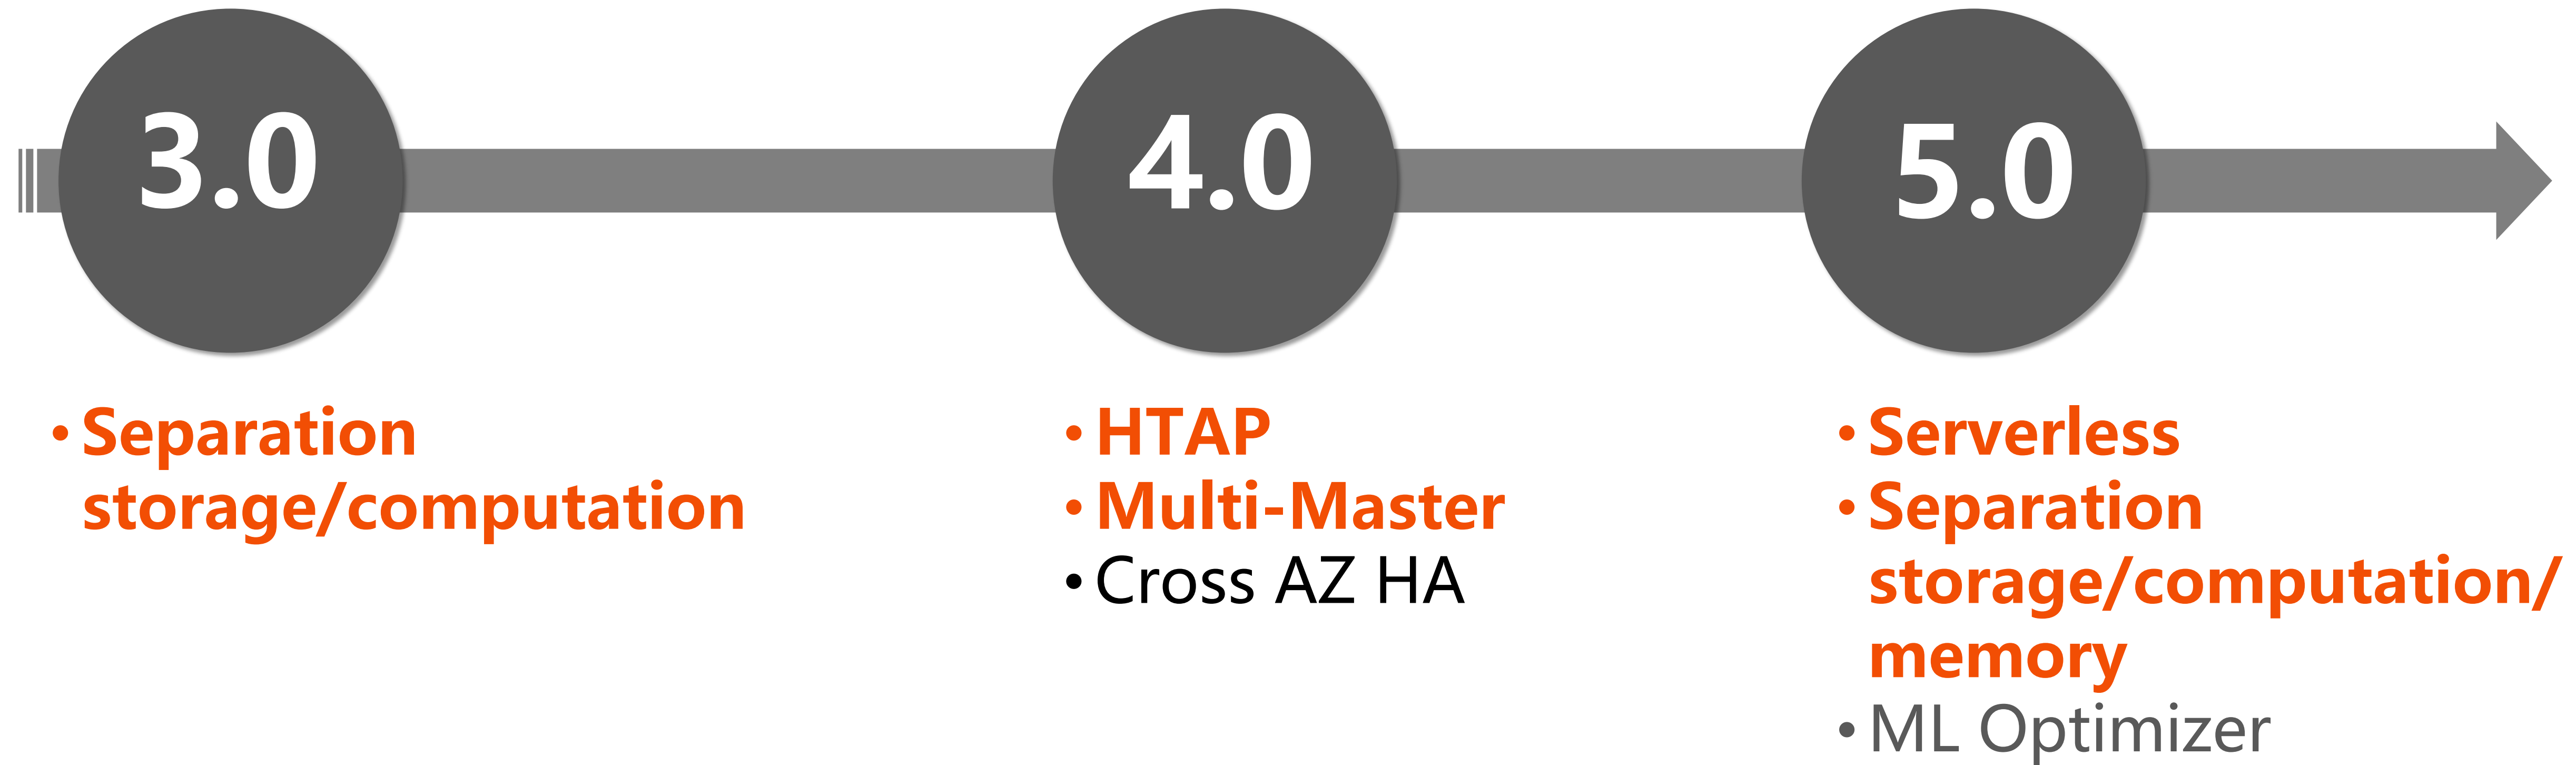 3.0
4.0
5.0
• Separation
storage/computation
• HTAP
• Multi-Master
• Cross AZ HA
• Serverless
• Separation
storage/computation/
memory
• ML Optimizer